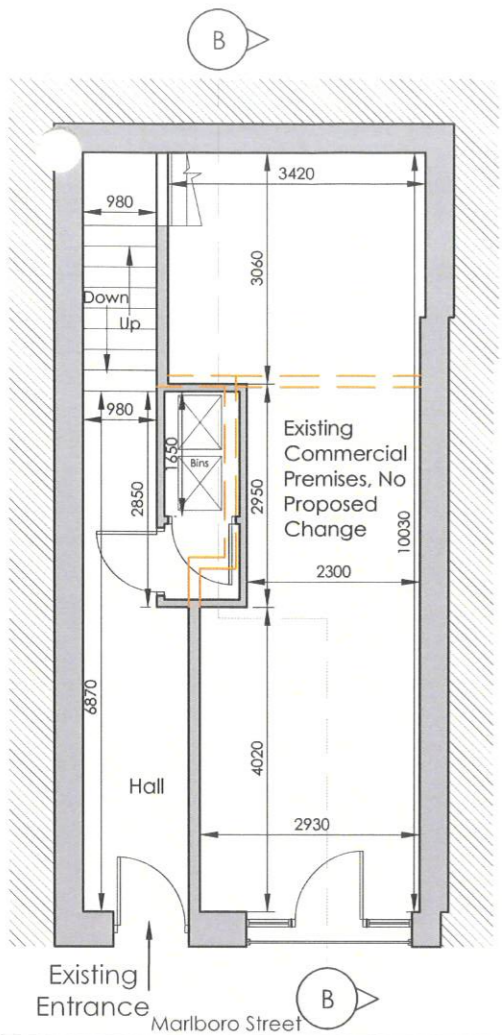 B
3420
980
3060
Down
Up
980
1650
Bins
2850
2950
Existing
Commercial
Premises, No
Proposed
Change
10030
2300
6870
4020
Hall
2930
Existing
Entrance
Marlboro Street
B